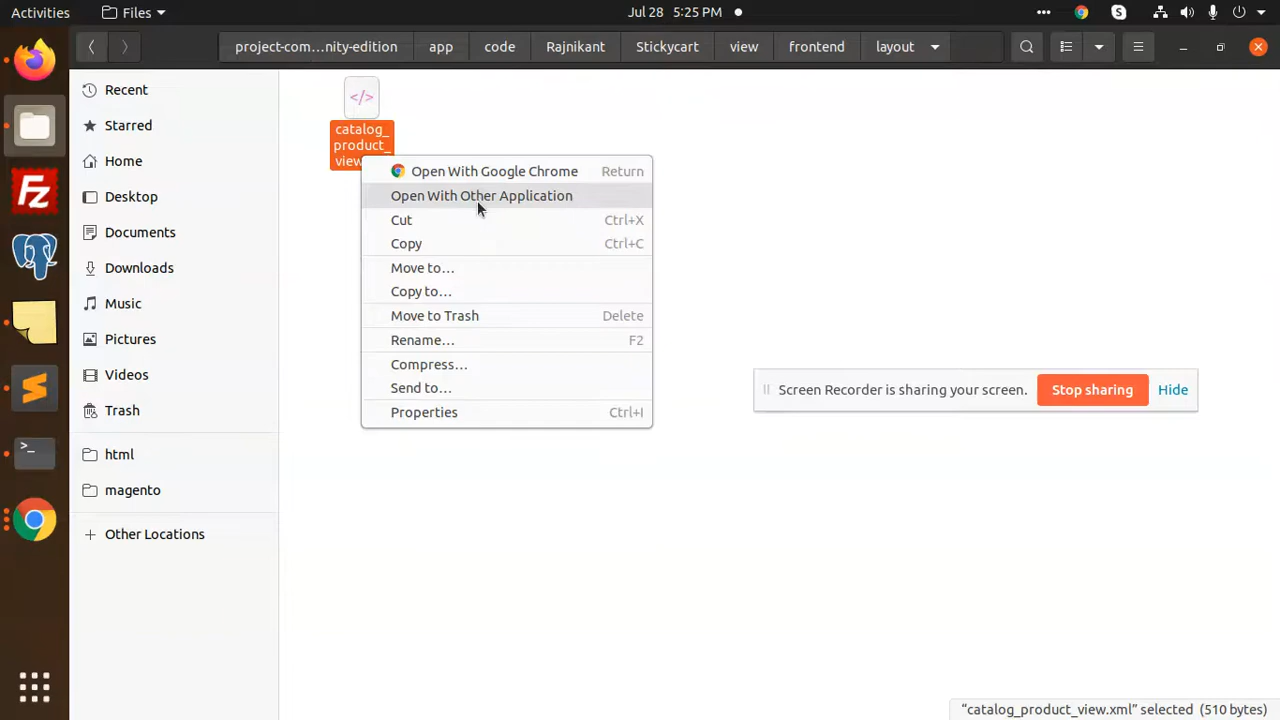 Activities
Files
Jul 28 5:25 PM
project-com…nity-edition
app
code
Rajnikant
Stickycart
view
frontend
layout
Recent
Starred
Home
Desktop
Documents
Downloads
Music
Pictures
Videos
Trash
html
magento
Other Locations
</>
catalog_
product_
view
Open With Google Chrome Return
Open With Other Application
Cut Ctrl+X
Copy Ctrl+C
Move to…
Copy to…
Move to Trash Delete
Rename… F2
Compress…
Send to…
Properties Ctrl+I
Screen Recorder is sharing your screen.
Stop sharing
Hide
“catalog_product_view.xml” selected (510 bytes)